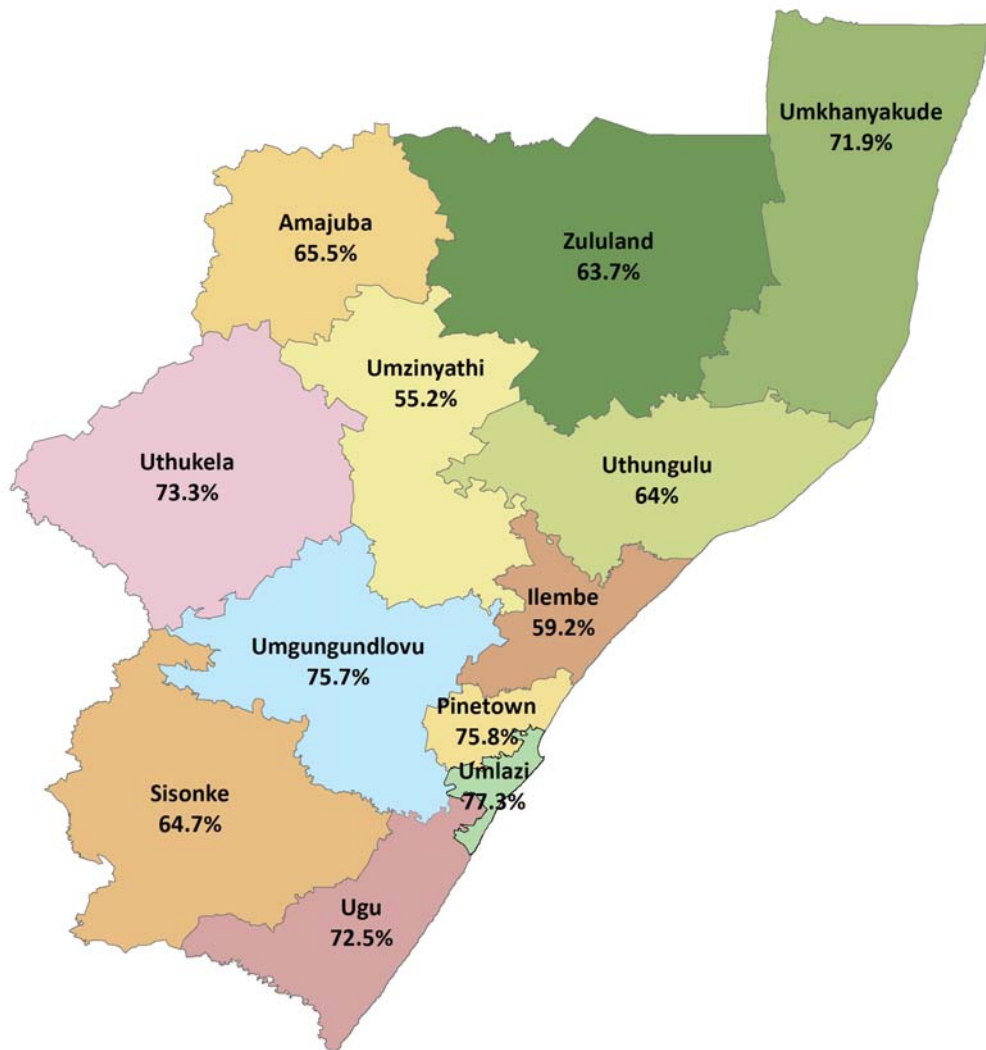 Umkhanyakude
71.9%
Amajuba
65.5%
Zululand
63.7%
Umzinyathi
55.2%
Uthukela
73.3%
Uthungulu
64%
Ilembe
59.2%
Umgungundlovu
75.7%
Pinetown
75.8%
Umlazi
77.3%
Sisonke
64.7%
Ugu
72.5%